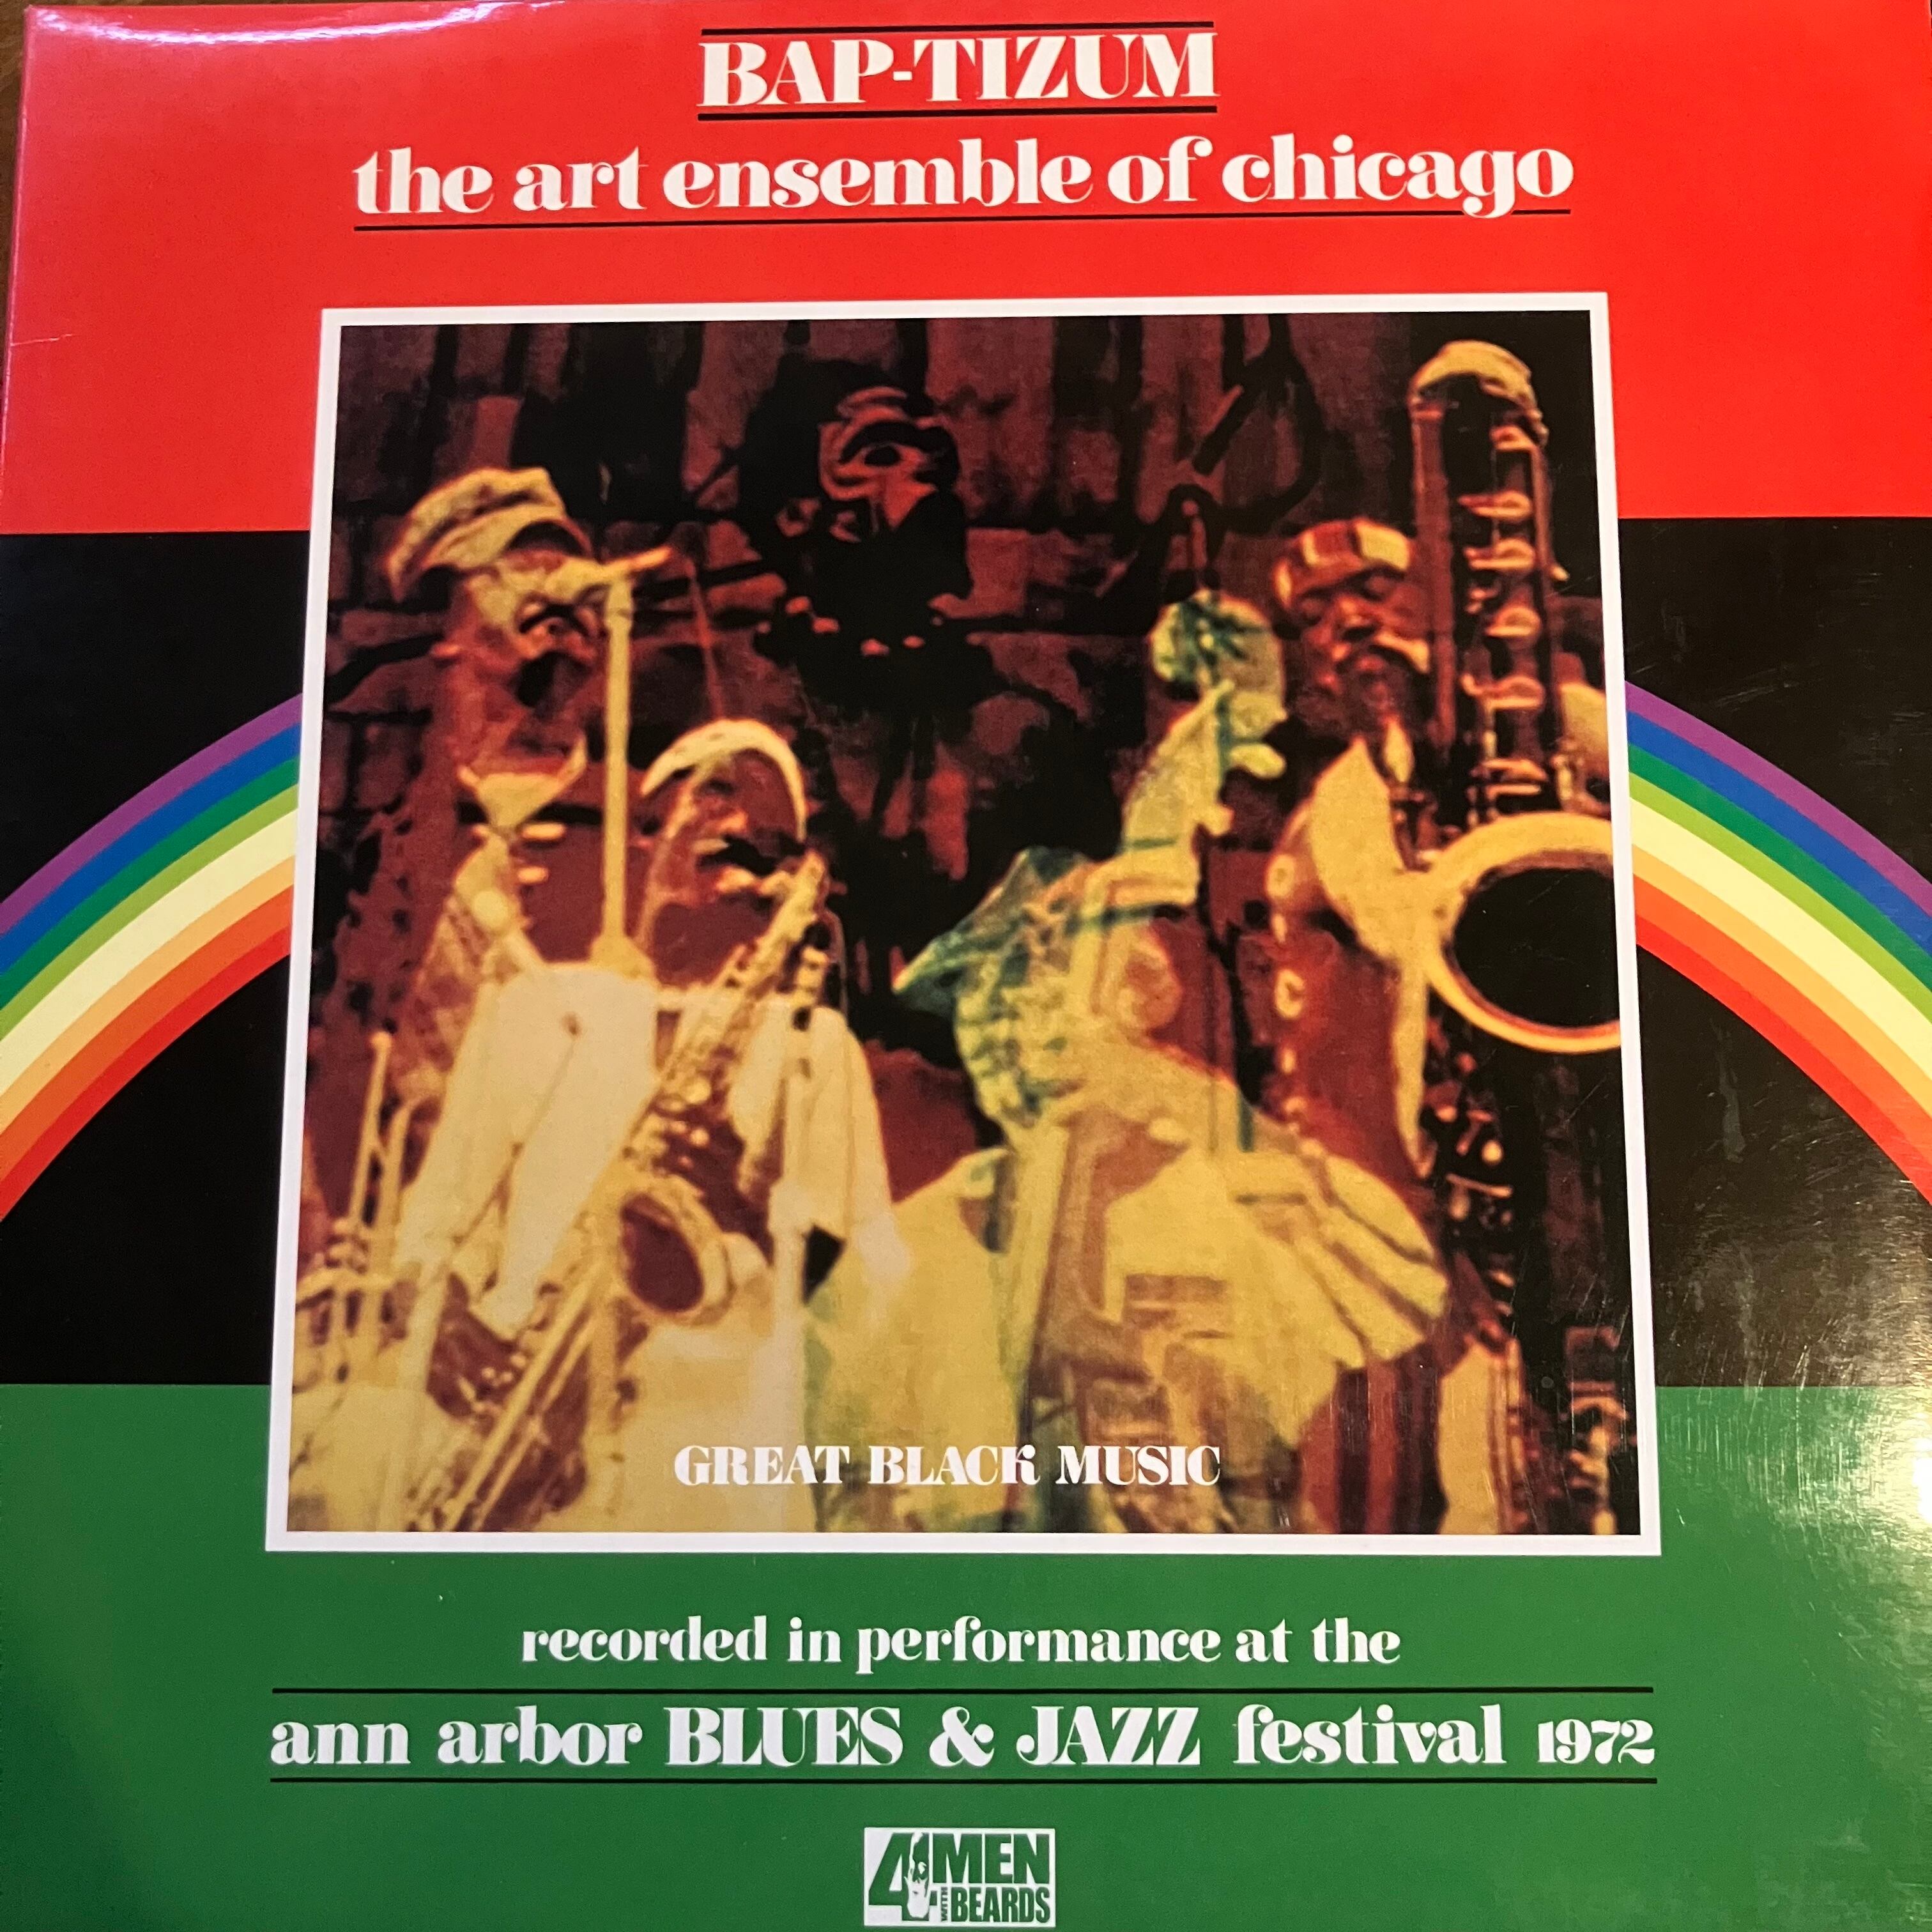 BAP-TIZUM
the art ensemble of chicago
GREAT BLACK MUSIC
recorded in performance at the
ann arbor BLUES & JAZZ festival 1972
4 MEN
WITH BEARDS